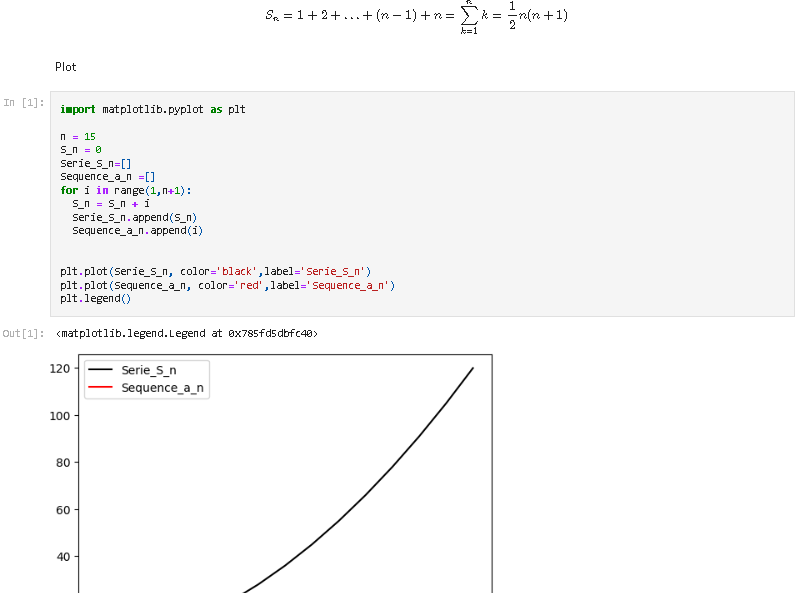 S_n = 1 + 2 + ... + (n − 1) + n = ∑_{k=1}^{n} k = 1/2 n(n + 1)
Plot
In [1]:
import matplotlib.pyplot as plt
n = 15
S_n = 0
Serie_S_n=[]
Sequence_a_n =[]
for i in range(1,n+1):
  S_n = S_n + i
  Serie_S_n.append(S_n)
  Sequence_a_n.append(i)
plt.plot(Serie_S_n, color='black',label='Serie_S_n')
plt.plot(Sequence_a_n, color='red',label='Sequence_a_n')
plt.legend()
Out[1]: <matplotlib.legend.Legend at 0x785fd5dbfc40>
Serie_S_n
Sequence_a_n
120
100
80
60
40